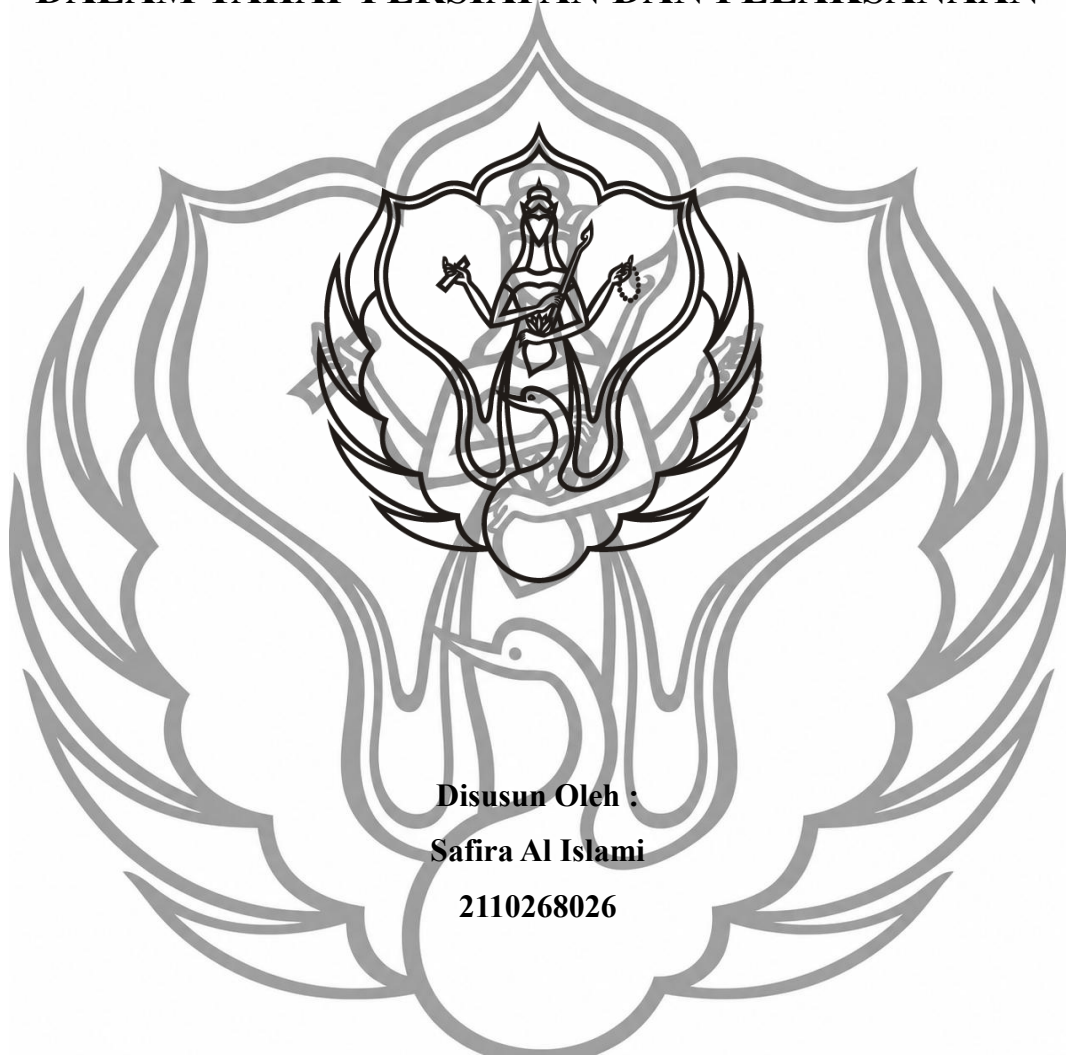 DALAM TAHAP PERSIAPAN DAN PELAKSANAAN
Disusun Oleh :
Safira Al Islami
2110268026